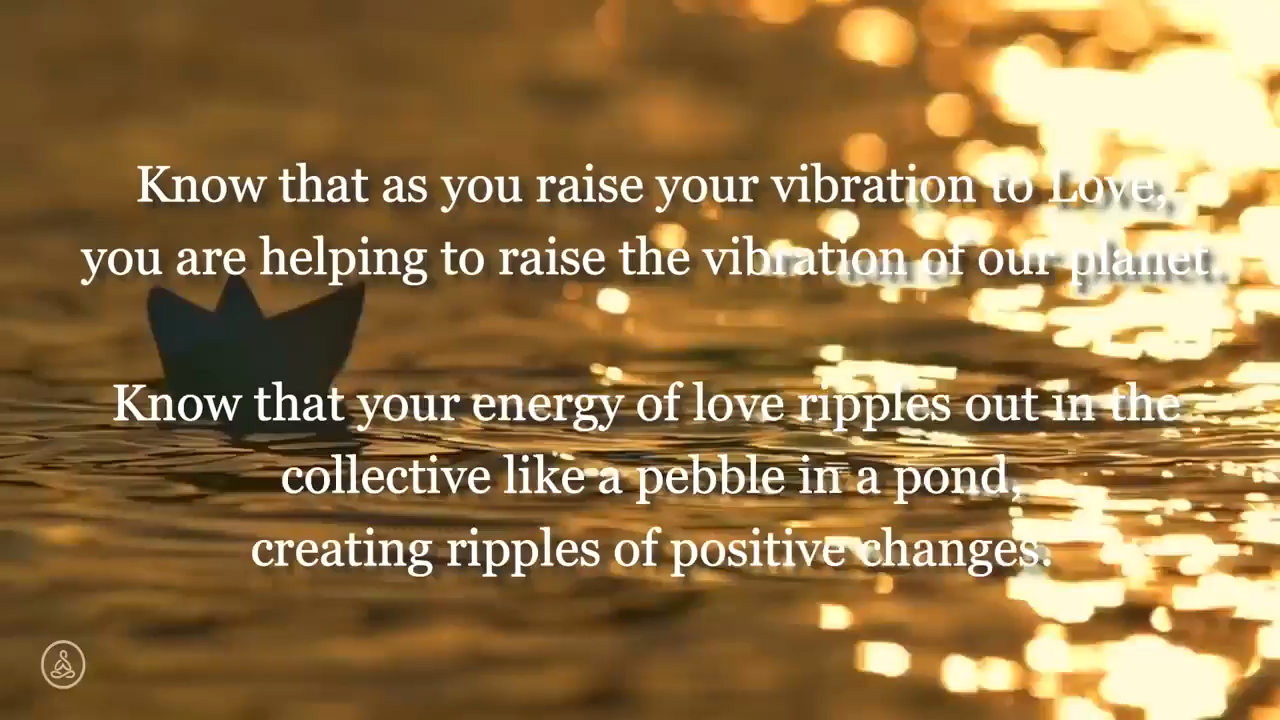 Know that as you raise your vibration to Love,
you are helping to raise the vibration of our planet.
Know that your energy of love ripples out in the
collective like a pebble in a pond,
creating ripples of positive changes.